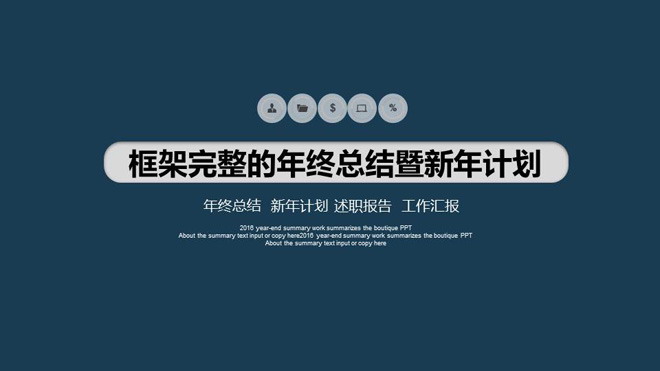 框架完整的年终总结暨新年计划
年终总结 新年计划 述职报告 工作汇报
2016 year-end summary work summarizes the boutique PPT
About the summary text input or copy here2016 year-end summary work summarizes the boutique PPT
About the summary text input or copy here